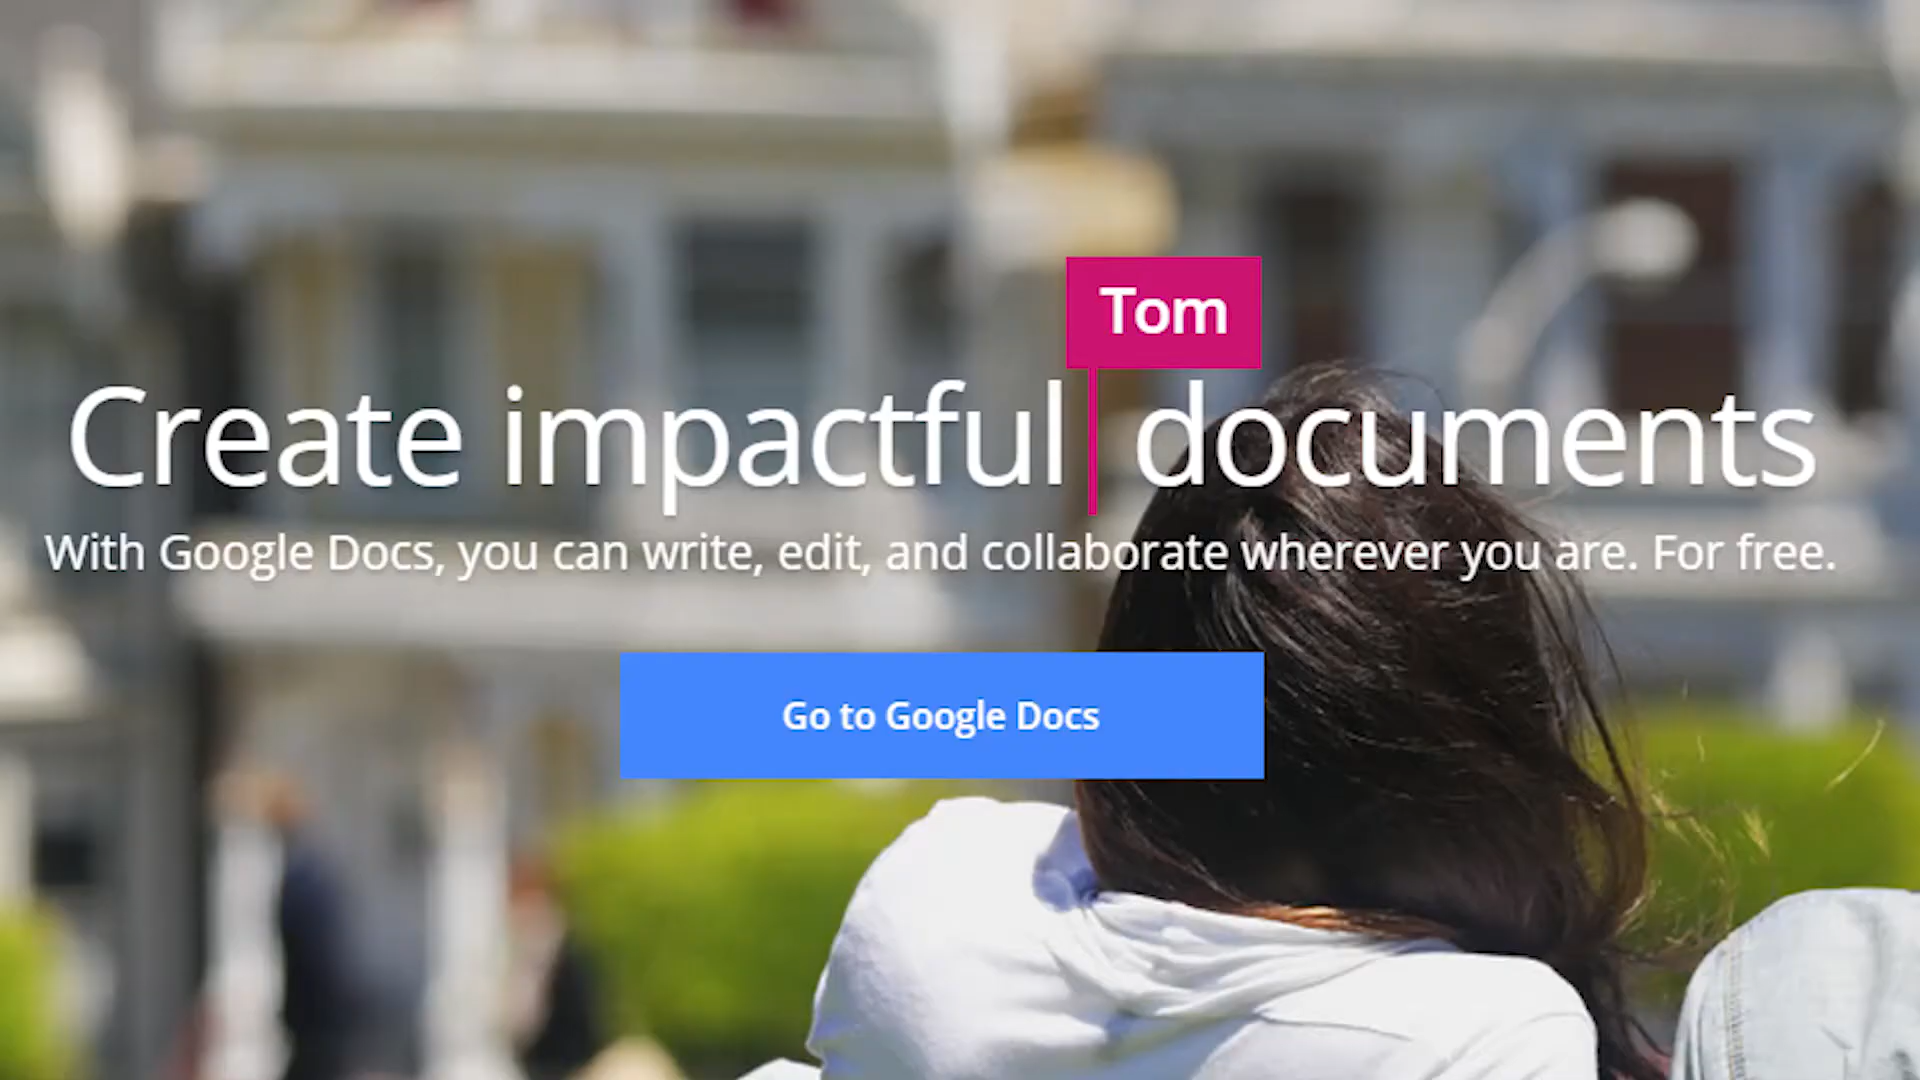 Tom
Create impactful documents
With Google Docs, you can write, edit, and collaborate wherever you are. For free.
Go to Google Docs